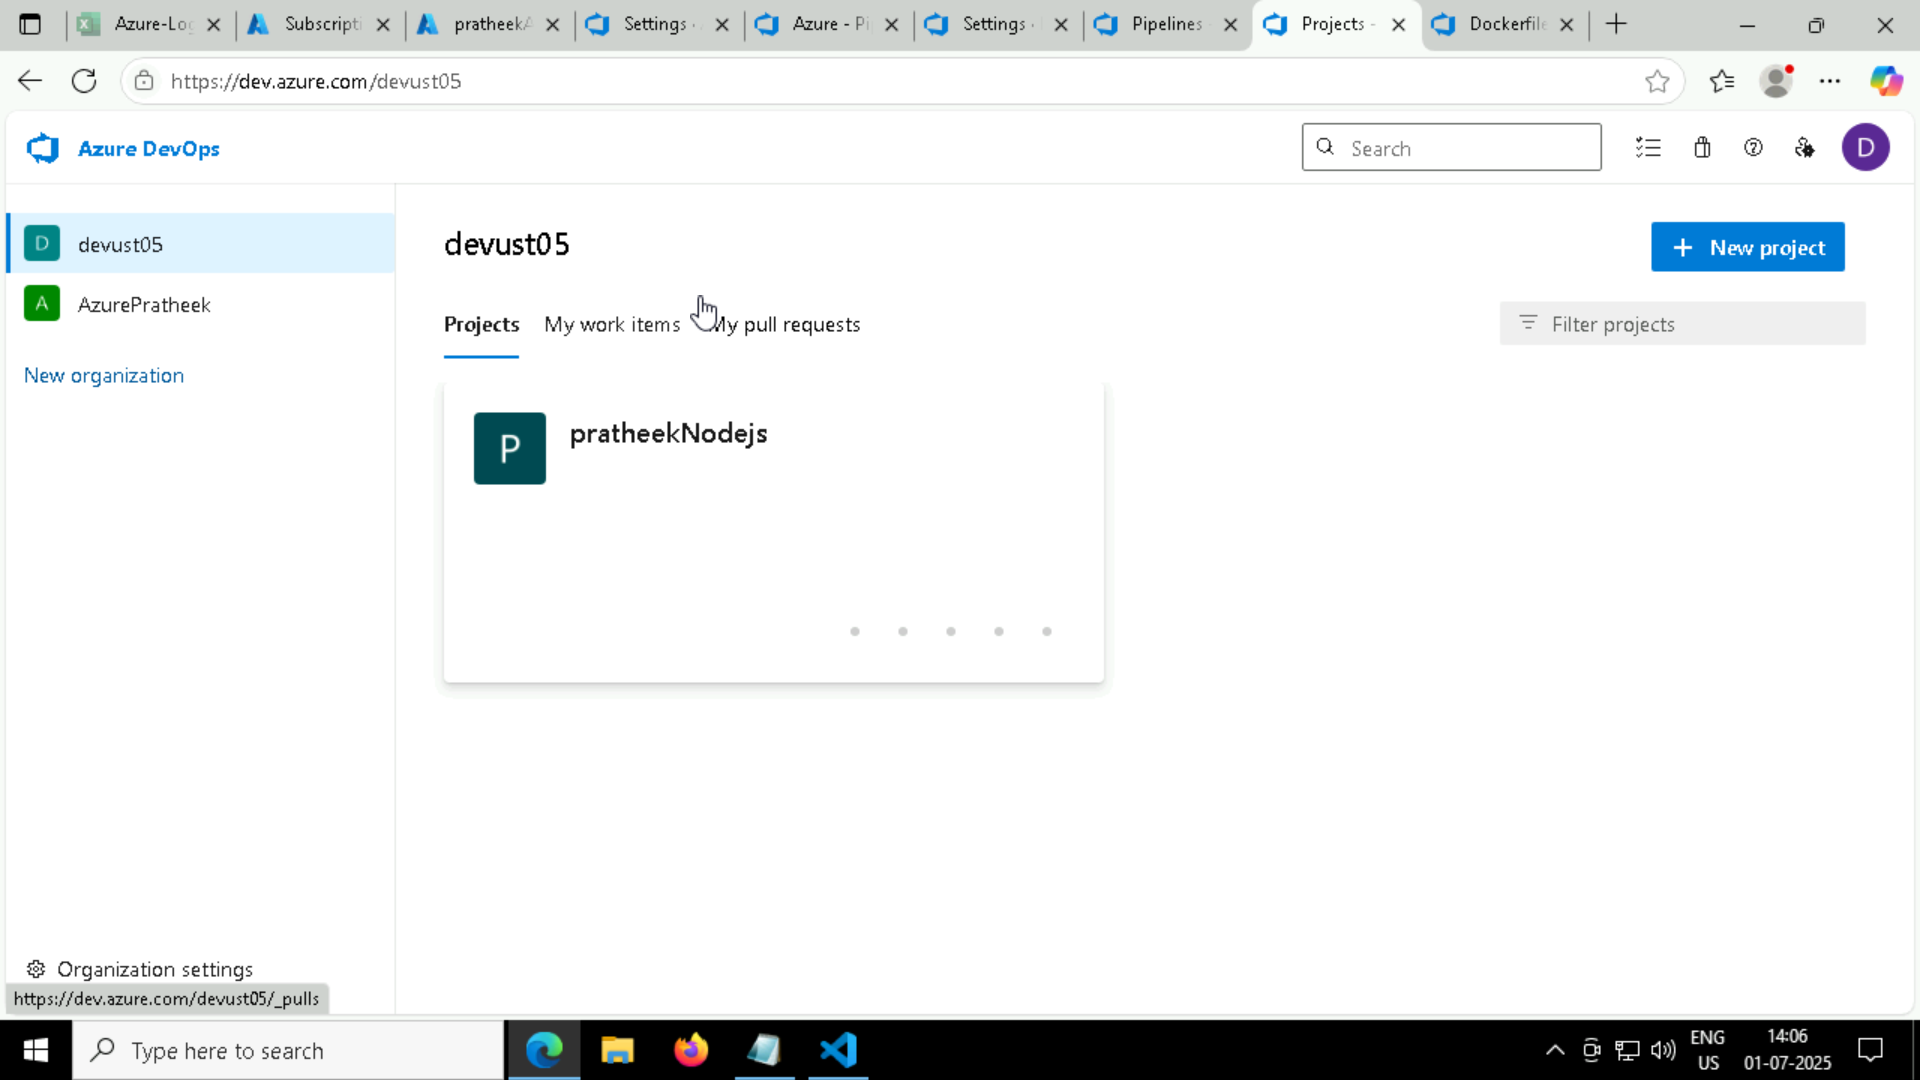 Azure-Log
Subscripti
pratheekA
Settings ·
Azure - Pi
Settings ·
Pipelines
Projects -
Dockerfile
https://dev.azure.com/devust05
Azure DevOps
Search
D
D
devust05
A
AzurePratheek
New organization
devust05
+ New project
Projects
My work items
My pull requests
Filter projects
P
pratheekNodejs
Organization settings
https://dev.azure.com/devust05/_pulls
Type here to search
ENG
US
14:06
01-07-2025